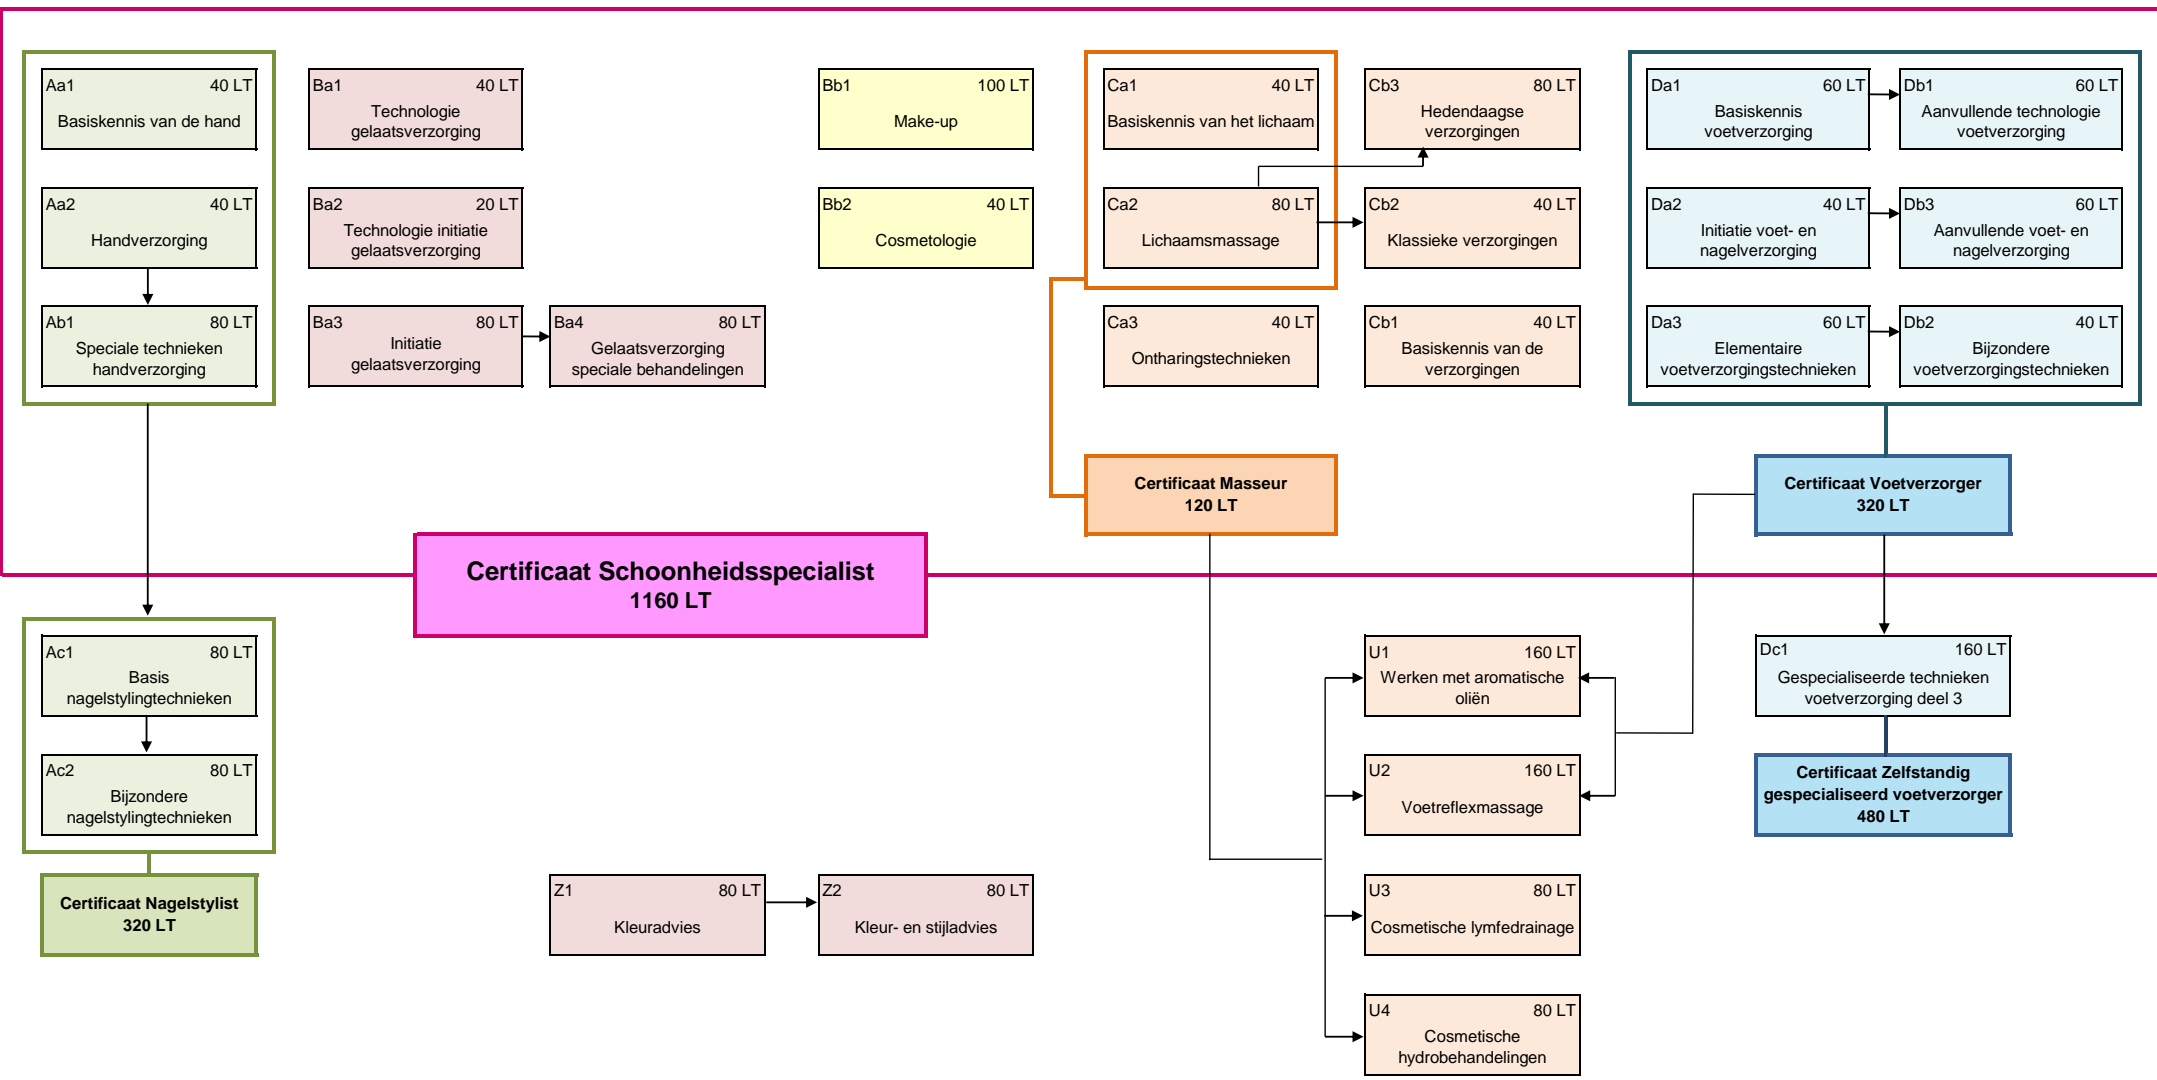 Aa1 40 LT
Basiskennis van de hand
Ba1 40 LT
Technologie
gelaatsverzorging
Bb1 100 LT
Make-up
Ca1 40 LT
Basiskennis van het lichaam
Cb3 80 LT
Hedendaagse
verzorgingen
Da1 60 LT
Basiskennis
voetverzorging
Db1 60 LT
Aanvullende technologie
voetverzorging
Aa2 40 LT
Handverzorging
Ba2 20 LT
Technologie initiatie
gelaatsverzorging
Bb2 40 LT
Cosmetologie
Ca2 80 LT
Lichaamsmassage
Cb2 40 LT
Klassieke verzorgingen
Da2 40 LT
Initiatie voet- en
nagelverzorging
Db3 60 LT
Aanvullende voet- en
nagelverzorging
Ab1 80 LT
Speciale technieken
handverzorging
Ba3 80 LT
Initiatie
gelaatsverzorging
Ba4 80 LT
Gelaatsverzorging
speciale behandelingen
Ca3 40 LT
Ontharingstechnieken
Cb1 40 LT
Basiskennis van de
verzorgingen
Da3 60 LT
Elementaire
voetverzorgingstechnieken
Db2 40 LT
Bijzondere
voetverzorgingstechnieken
Certificaat Masseur
120 LT
Certificaat Voetverzorger
320 LT
Certificaat Schoonheidsspecialist
1160 LT
Ac1 80 LT
Basis
nagelstylingtechnieken
U1 160 LT
Werken met aromatische
oliën
Dc1 160 LT
Gespecialiseerde technieken
voetverzorging deel 3
Ac2 80 LT
Bijzondere
nagelstylingtechnieken
U2 160 LT
Voetreflexmassage
Certificaat Zelfstandig
gespecialiseerd voetverzorger
480 LT
Certificaat Nagelstylist
320 LT
Z1 80 LT
Kleuradvies
Z2 80 LT
Kleur- en stijladvies
U3 80 LT
Cosmetische lymfedrainage
U4 80 LT
Cosmetische
hydrobehandelingen